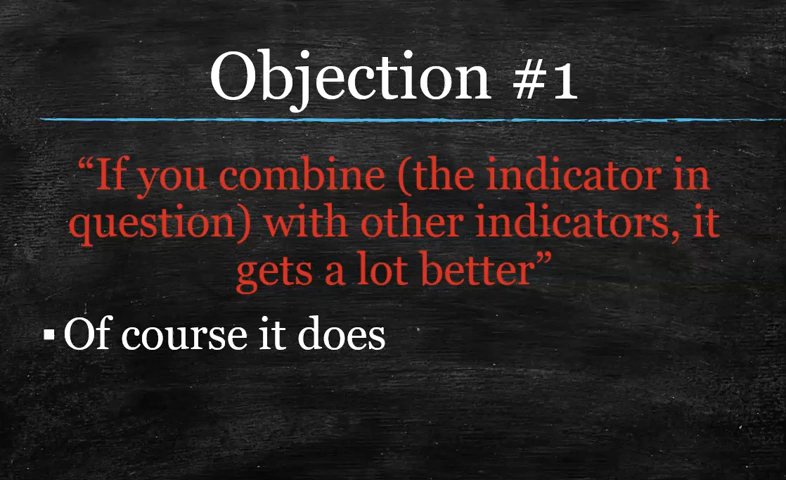 Objection #1
“If you combine (the indicator in
question) with other indicators, it
gets a lot better”
▪ Of course it does